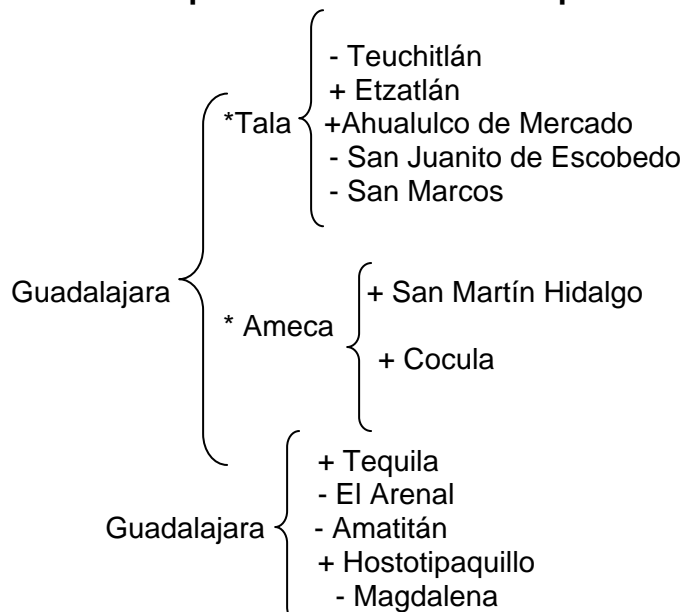 - Teuchitlán
+ Etzatlán
*Tala
+Ahualulco de Mercado
- San Juanito de Escobedo
- San Marcos
Guadalajara
+ San Martín Hidalgo
* Ameca
+ Cocula
+ Tequila
- El Arenal
Guadalajara
- Amatitán
+ Hostotipaquillo
- Magdalena